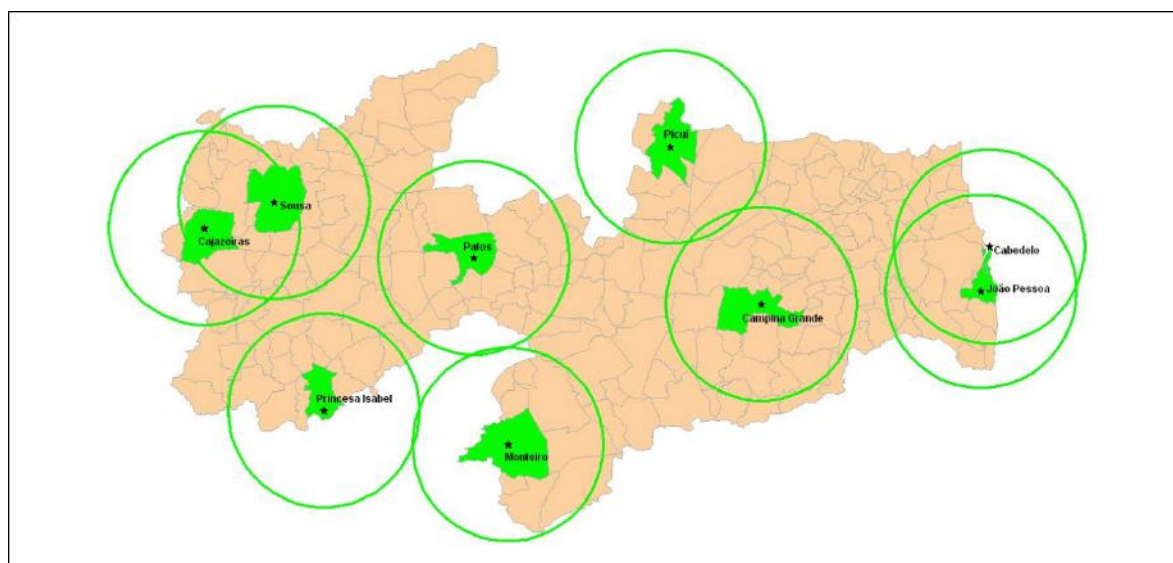 Picuí
Sousa
Cajazeiras
Patos
Cabedelo
João Pessoa
Campina Grande
Princesa Isabel
Monteiro